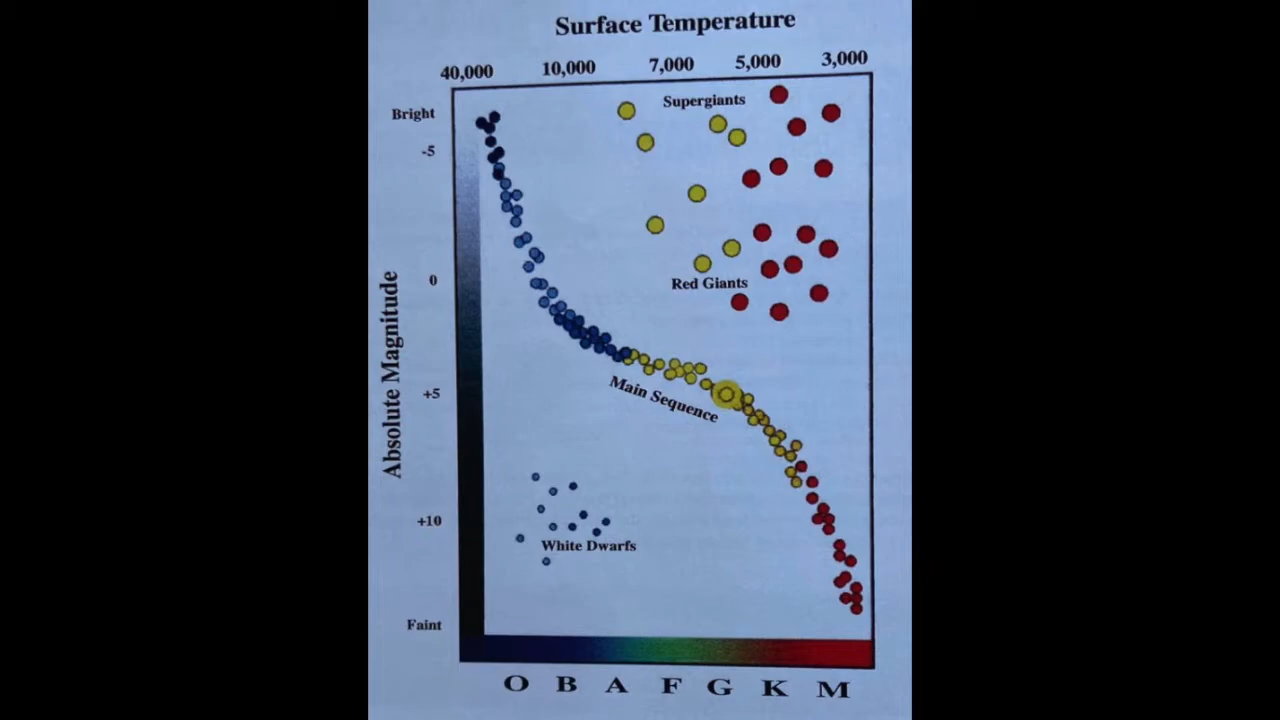 Surface Temperature
40,000 10,000 7,000 5,000 3,000
Supergiants
Bright
-5
Absolute Magnitude
0
Red Giants
+5
Main Sequence
+10
White Dwarfs
Faint
O B A F G K M